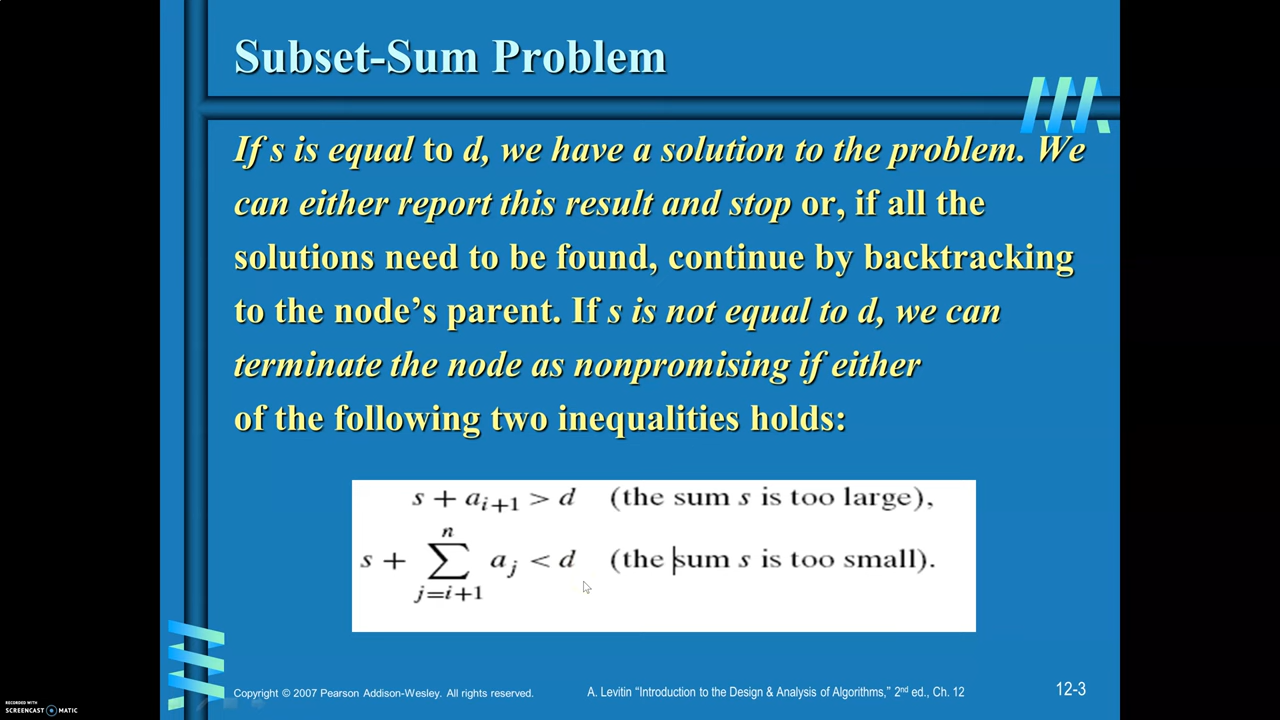 Subset-Sum Problem
If s is equal to d, we have a solution to the problem. We
can either report this result and stop or, if all the
solutions need to be found, continue by backtracking
to the node’s parent. If s is not equal to d, we can
terminate the node as nonpromising if either
of the following two inequalities holds:
s + a_{i+1} > d (the sum s is too large),
s + \sum_{j=i+1}^{n} a_j < d (the sum s is too small).
Copyright © 2007 Pearson Addison-Wesley. All rights reserved.
A. Levitin “Introduction to the Design & Analysis of Algorithms,” 2nd ed., Ch. 12
12-3
RECORDED WITH
SCREENCAST MATIC